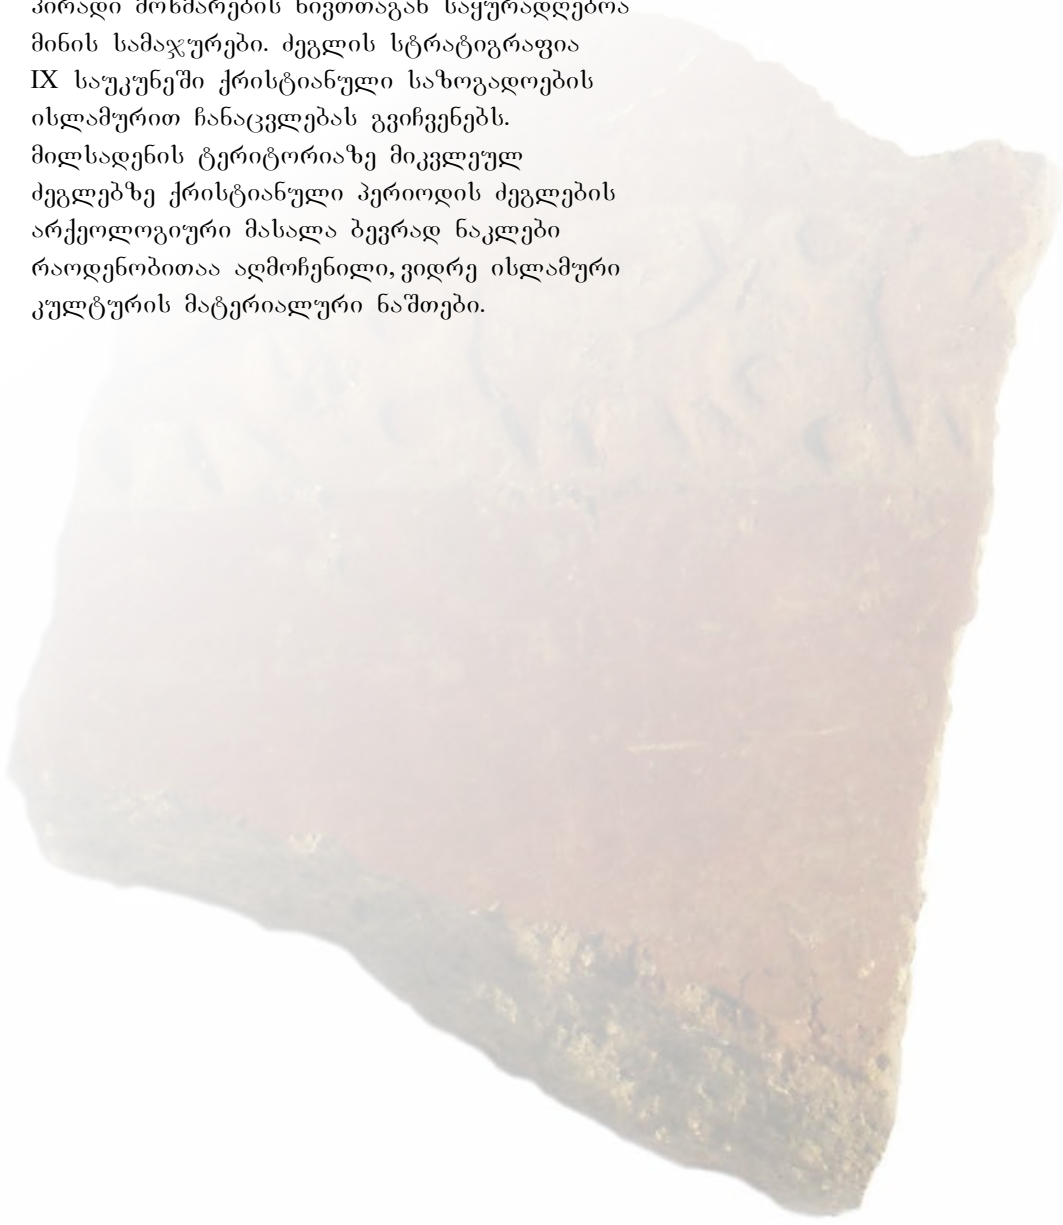 პირადი მოხმარების ნივთთაგან საყურადღებოა
მინის სამაჯურები. ძეგლის სტრატიგრაფია
IX საუკუნეში ქრისტიანული საზოგადოების
ისლამურით ჩანაცვლებას გვიჩვენებს.
მილსადენის ტერიტორიაზე მიკვლეულ
ძეგლებზე ქრისტიანული პერიოდის ძეგლების
არქეოლოგიური მასალა ბევრად ნაკლები
რაოდენობითაა აღმოჩენილი, ვიდრე ისლამური
კულტურის მატერიალური ნაშთები.